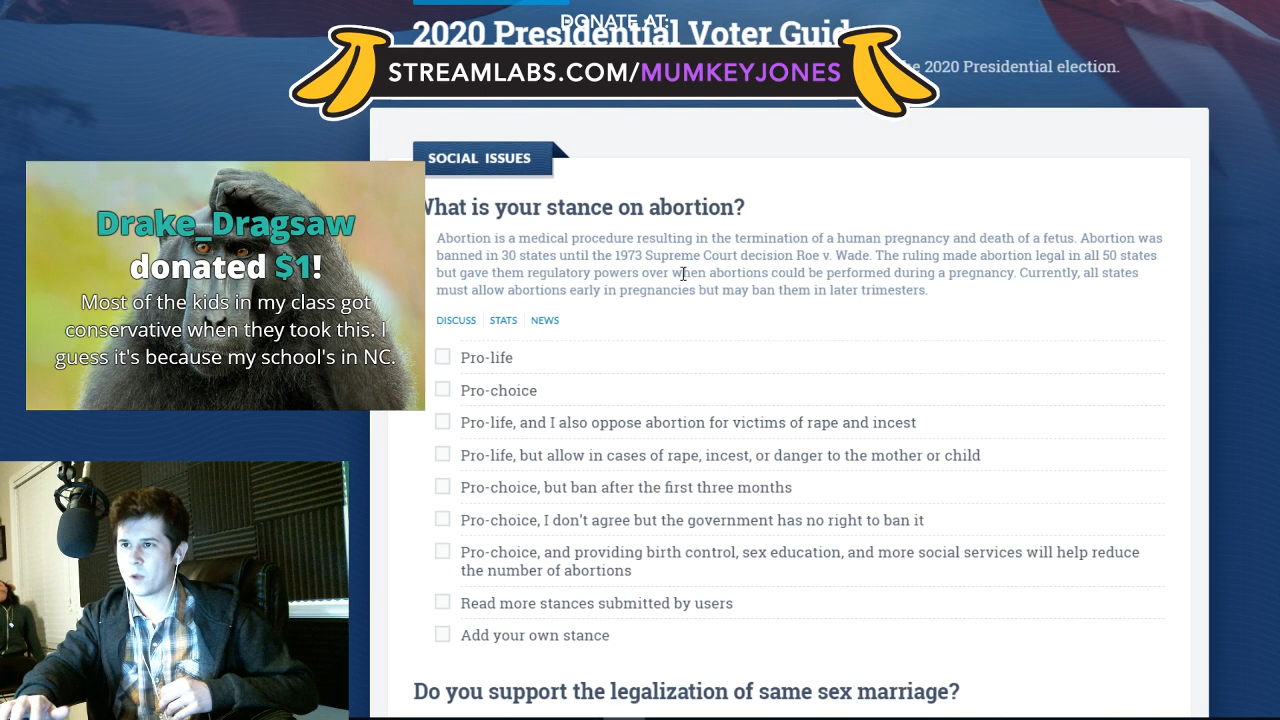 DONATE AT:
2020 Presidential Voter Guid
STREAMLABS.COM/MUMKEYJONES
he 2020 Presidential election.
SOCIAL ISSUES
What is your stance on abortion?
Abortion is a medical procedure resulting in the termination of a human pregnancy and death of a fetus. Abortion was
banned in 30 states until the 1973 Supreme Court decision Roe v. Wade. The ruling made abortion legal in all 50 states
but gave them regulatory powers over when abortions could be performed during a pregnancy. Currently, all states
must allow abortions early in pregnancies but may ban them in later trimesters.
DISCUSS STATS NEWS
Pro-life
Pro-choice
Pro-life, and I also oppose abortion for victims of rape and incest
Pro-life, but allow in cases of rape, incest, or danger to the mother or child
Pro-choice, but ban after the first three months
Pro-choice, I don't agree but the government has no right to ban it
Pro-choice, and providing birth control, sex education, and more social services will help reduce
the number of abortions
Read more stances submitted by users
Add your own stance
Do you support the legalization of same sex marriage?
Drake_Dragsaw
donated $1!
Most of the kids in my class got
conservative when they took this. I
guess it's because my school's in NC.